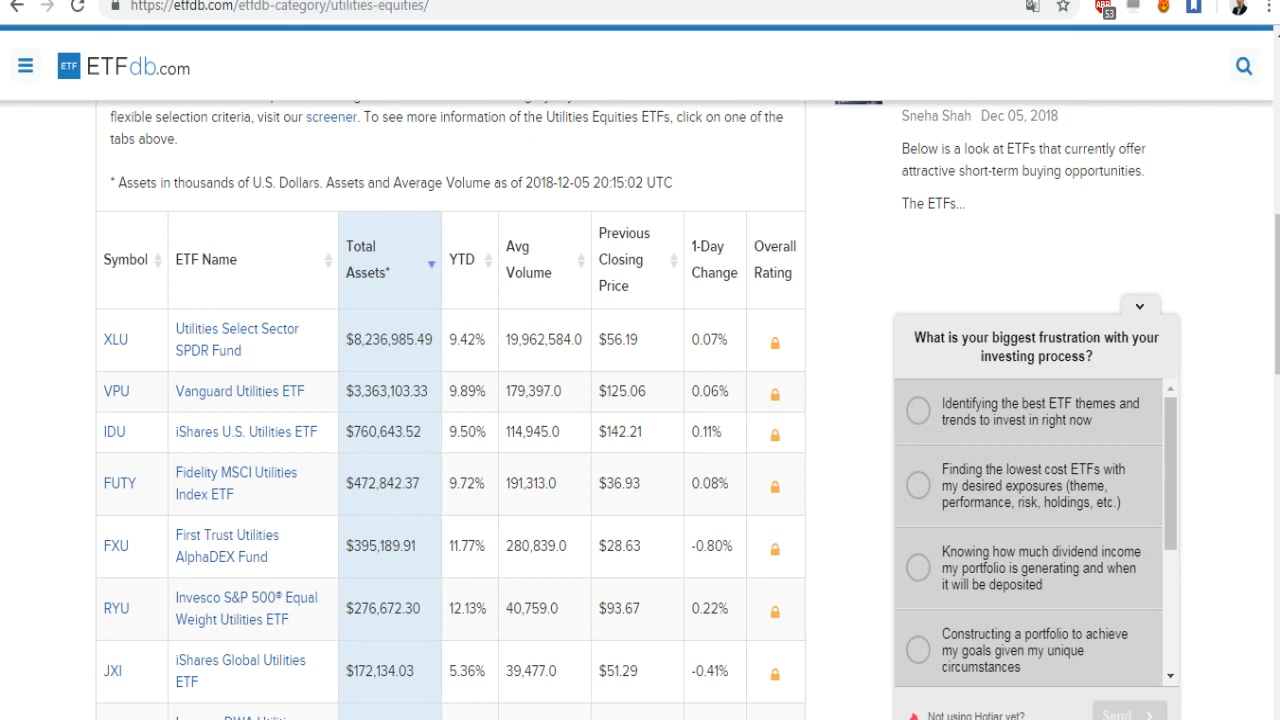 https://etfdb.com/etfdb-category/utilities-equities/
ABP
53
ETF ETFdb.com
flexible selection criteria, visit our screener. To see more information of the Utilities Equities ETFs, click on one of the
tabs above.
* Assets in thousands of U.S. Dollars. Assets and Average Volume as of 2018-12-05 20:15:02 UTC
Symbol ETF Name Total Assets* YTD Avg Volume Previous Closing Price 1-Day Change Overall Rating
XLU Utilities Select Sector SPDR Fund $8,236,985.49 9.42% 19,962,584.0 $56.19 0.07%
VPU Vanguard Utilities ETF $3,363,103.33 9.89% 179,397.0 $125.06 0.06%
IDU iShares U.S. Utilities ETF $760,643.52 9.50% 114,945.0 $142.21 0.11%
FUTY Fidelity MSCI Utilities Index ETF $472,842.37 9.72% 191,313.0 $36.93 0.08%
FXU First Trust Utilities AlphaDEX Fund $395,189.91 11.77% 280,839.0 $28.63 -0.80%
RYU Invesco S&P 500® Equal Weight Utilities ETF $276,672.30 12.13% 40,759.0 $93.67 0.22%
JXI iShares Global Utilities ETF $172,134.03 5.36% 39,477.0 $51.29 -0.41%
Sneha Shah Dec 05, 2018
Below is a look at ETFs that currently offer
attractive short-term buying opportunities.
The ETFs...
What is your biggest frustration with your
investing process?
Identifying the best ETF themes and
trends to invest in right now
Finding the lowest cost ETFs with
my desired exposures (theme,
performance, risk, holdings, etc.)
Knowing how much dividend income
my portfolio is generating and when
it will be deposited
Constructing a portfolio to achieve
my goals given my unique
circumstances
Not using Hotjar yet?
Send